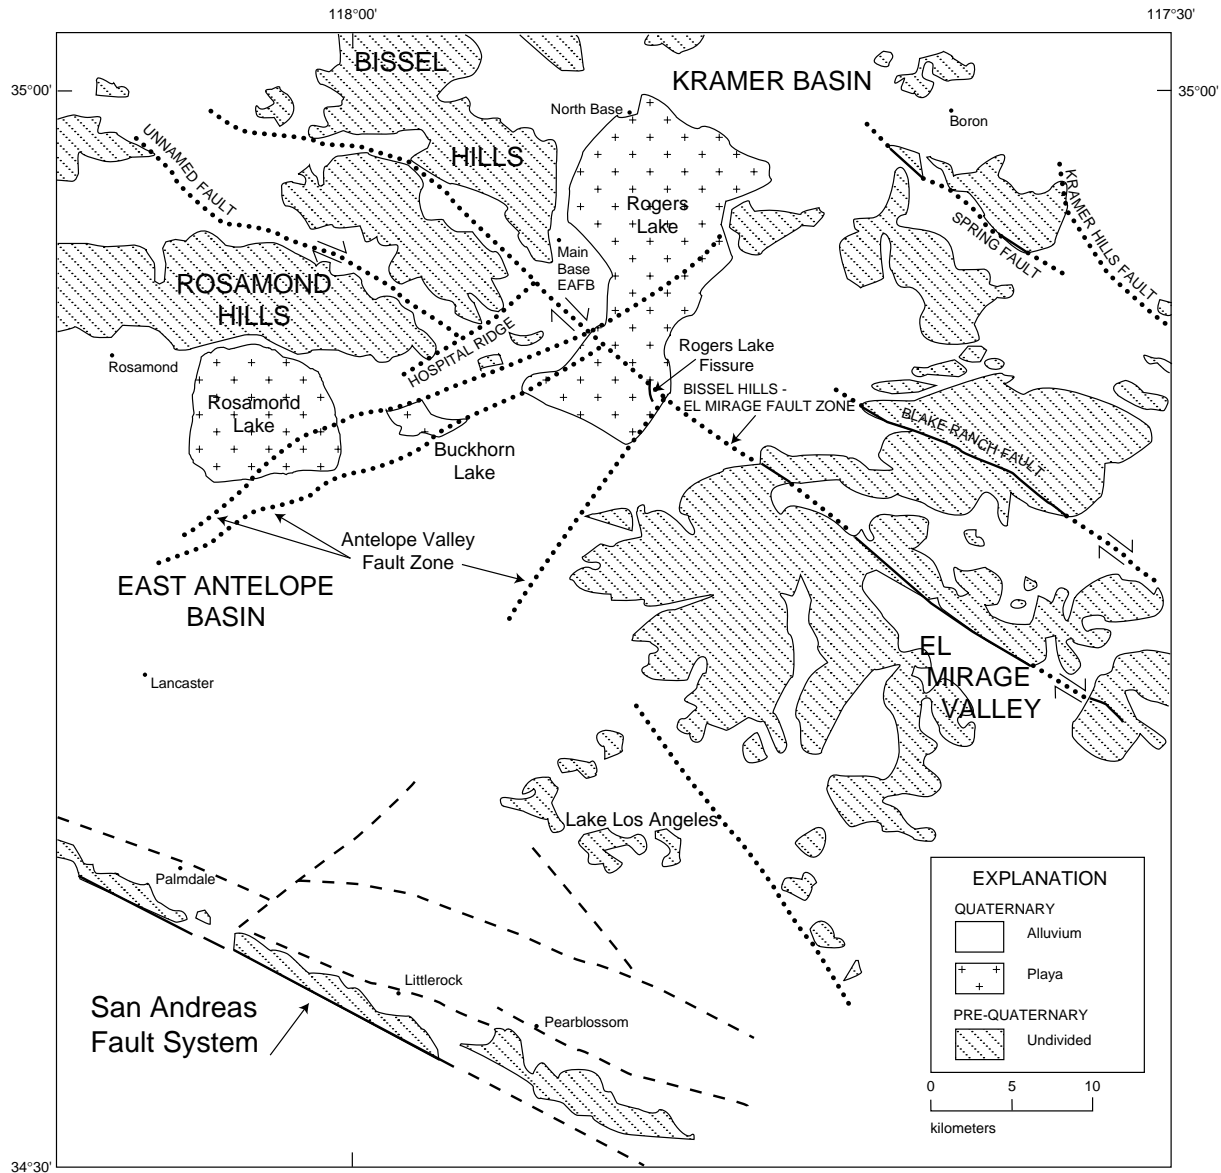 118°00'
117°30'
35°00'
35°00'
BISSEL
HILLS
KRAMER BASIN
North Base
Boron
UNNAMED FAULT
KRAMER HILLS FAULT
SPRING FAULT
Rogers
Lake
Main
Base
EAFB
ROSAMOND
HILLS
HOSPITAL RIDGE
Rosamond
Rogers Lake
Fissure
BISSEL HILLS -
EL MIRAGE FAULT ZONE
BLAKE RANCH FAULT
Rosamond
Lake
Buckhorn
Lake
Antelope Valley
Fault Zone
EAST ANTELOPE
BASIN
Lancaster
EL
MIRAGE
VALLEY
Lake Los Angeles
Palmdale
Littlerock
Pearblossom
San Andreas
Fault System
EXPLANATION
QUATERNARY
Alluvium
Playa
PRE-QUATERNARY
Undivided
0 5 10
kilometers
34°30'